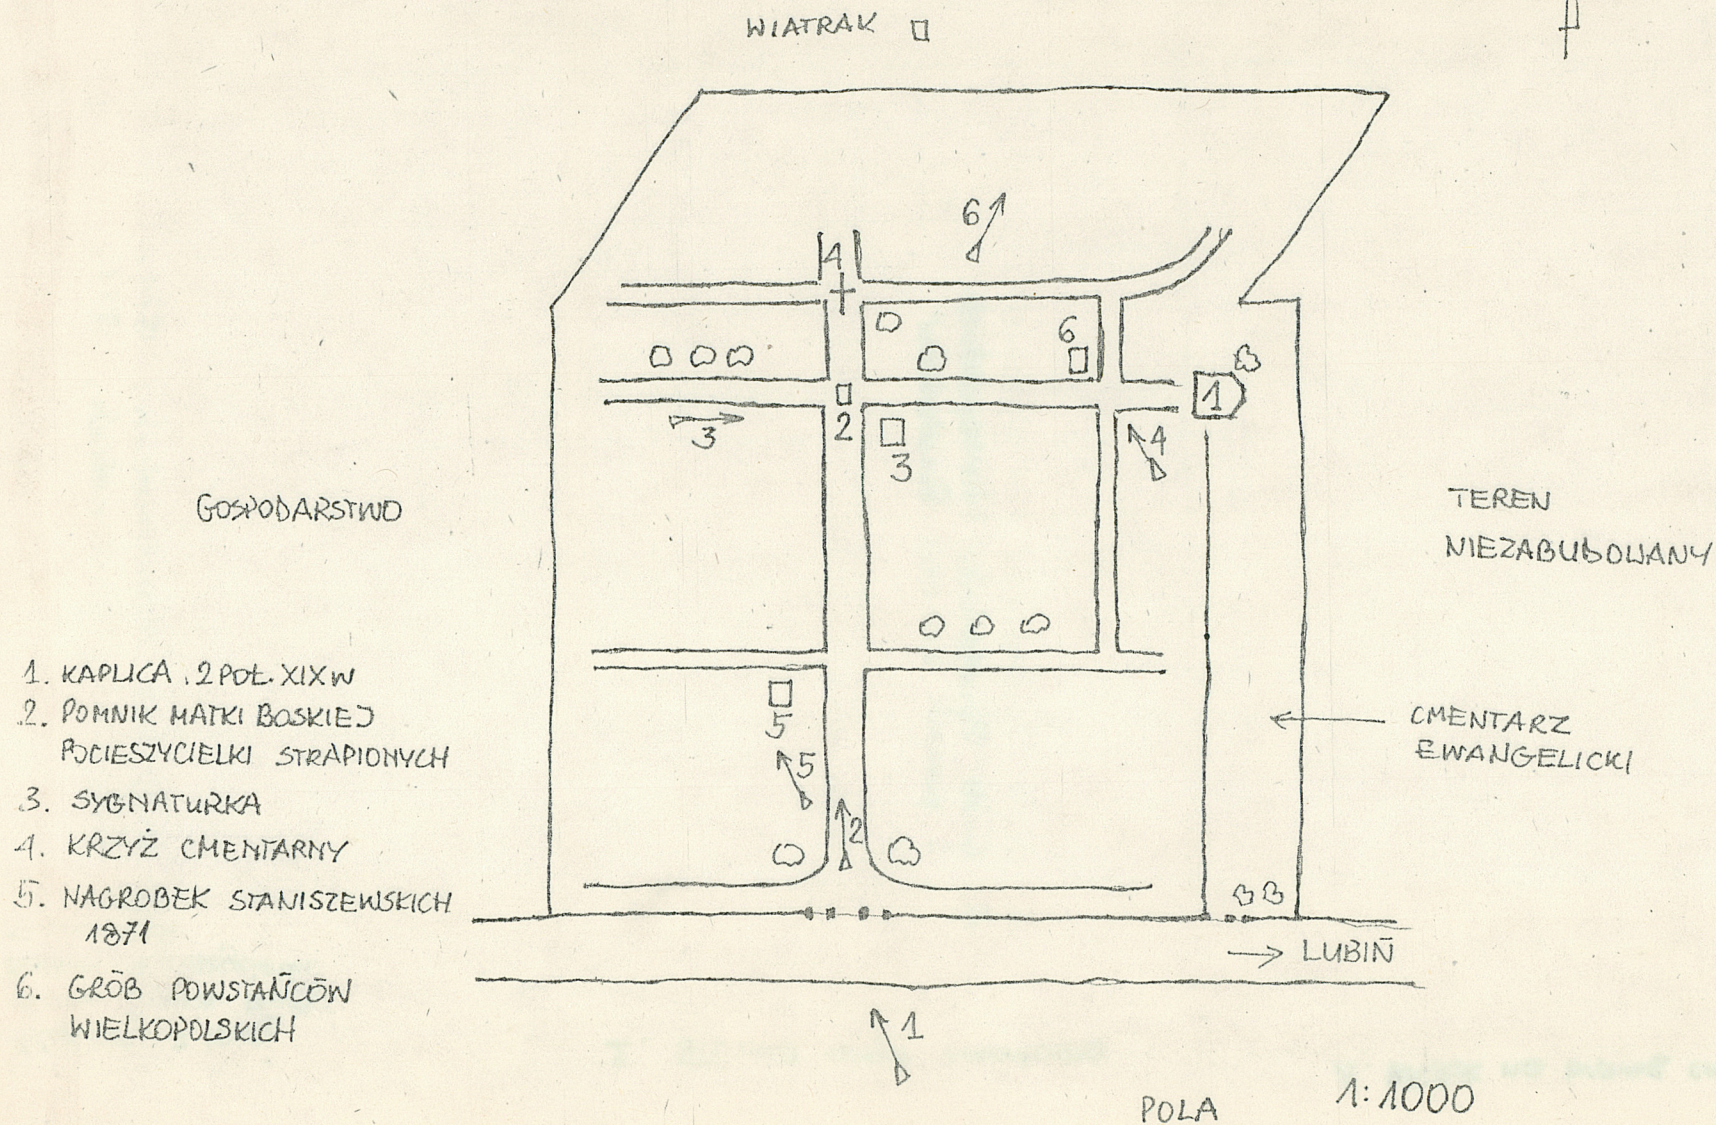 WIATRAK
6
4
6
1
2
3
3
4
GOSPODARSTWO
TEREN
NIEZABUDOWANY
1. KAPLICA . 2 POŁ. XIX W
2. POMNIK MATKI BOSKIEJ
POCIESZYCIELKI STRAPIONYCH
3. SYGNATURKA
4. KRZYŻ CMENTARNY
5. NAGROBEK STANISZEWSKICH
1871
6. GRÓB POWSTAŃCÓW
WIELKOPOLSKICH
5
5
2
CMENTARZ
EWANGELICKI
→ LUBIŃ
1
POLA
1:1000